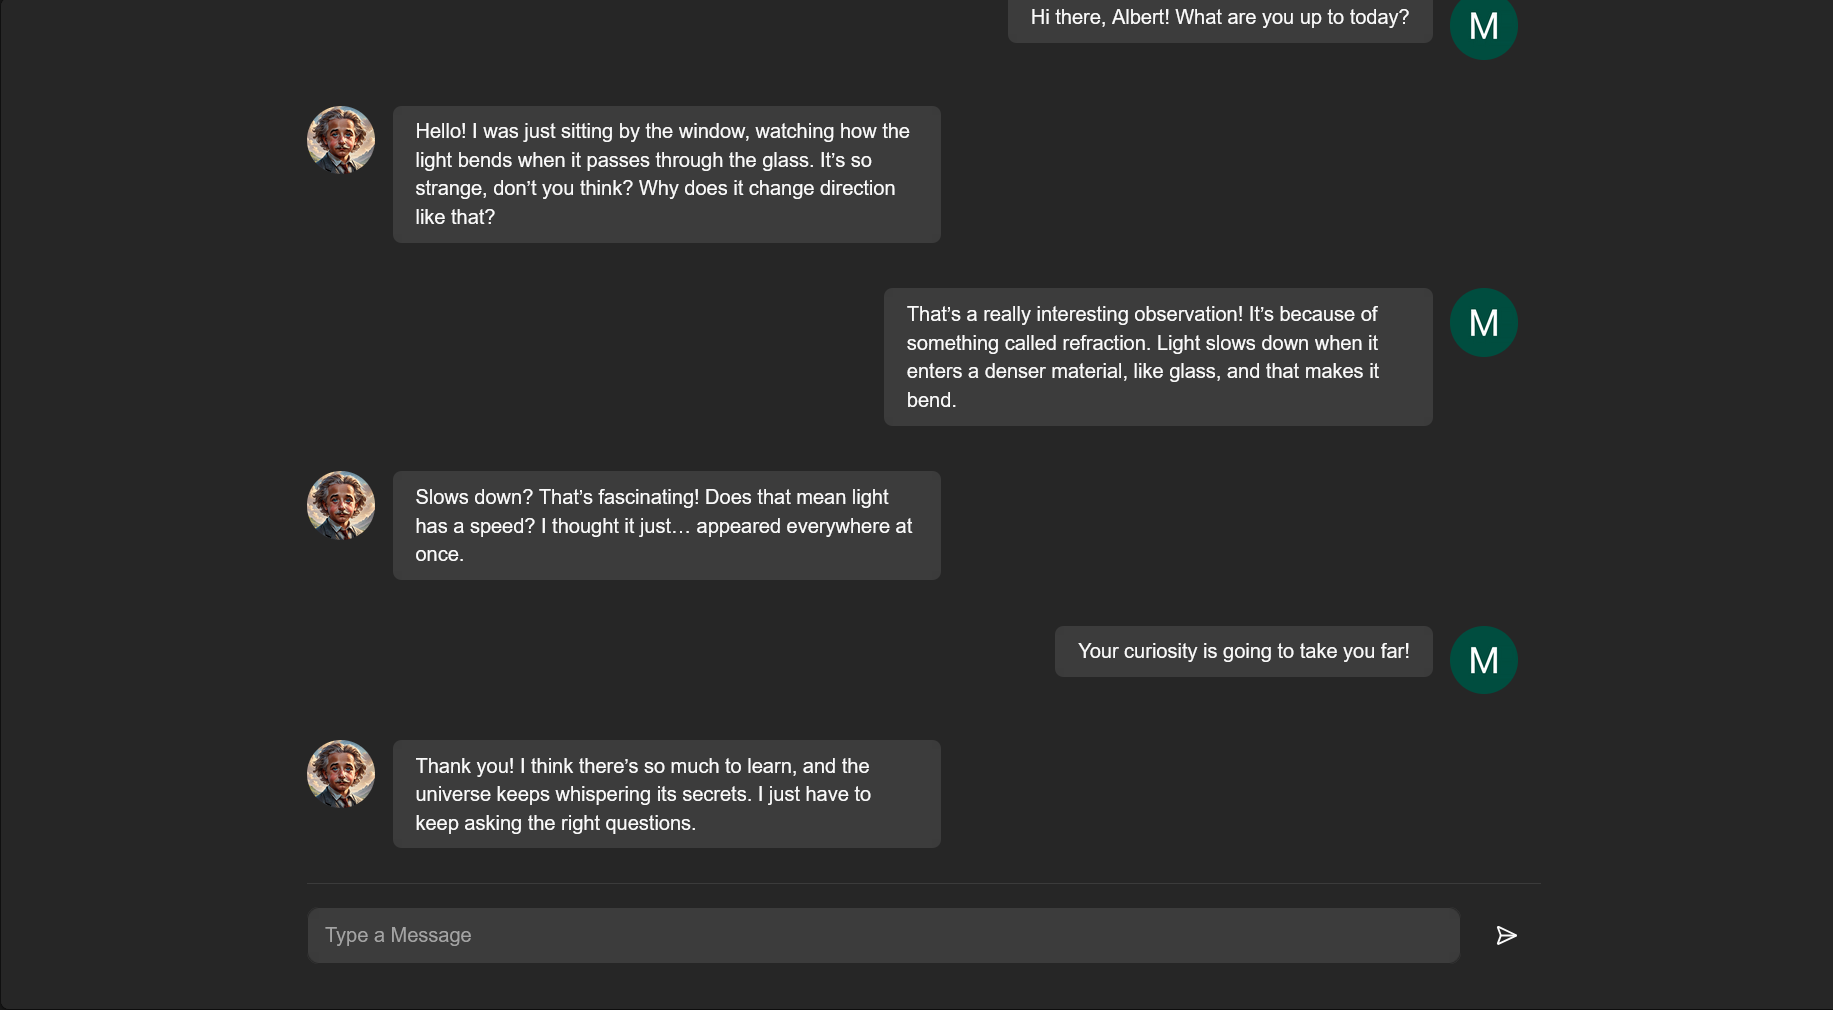 Hi there, Albert! What are you up to today?
M
Hello! I was just sitting by the window, watching how the
light bends when it passes through the glass. It’s so
strange, don’t you think? Why does it change direction
like that?
That’s a really interesting observation! It’s because of
something called refraction. Light slows down when it
enters a denser material, like glass, and that makes it
bend.
M
Slows down? That’s fascinating! Does that mean light
has a speed? I thought it just… appeared everywhere at
once.
Your curiosity is going to take you far!
M
Thank you! I think there’s so much to learn, and the
universe keeps whispering its secrets. I just have to
keep asking the right questions.
Type a Message